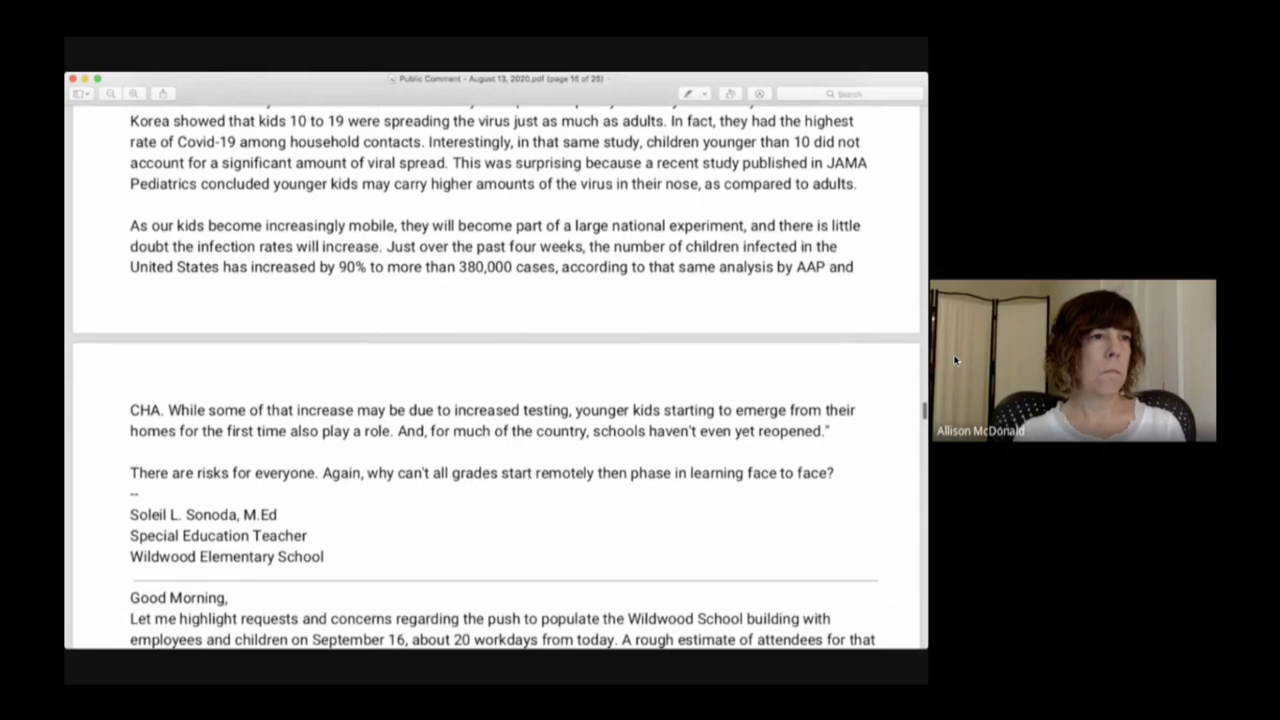 Public Comment - August 13, 2020.pdf (page 16 of 25)
Search
Korea showed that kids 10 to 19 were spreading the virus just as much as adults. In fact, they had the highest
rate of Covid-19 among household contacts. Interestingly, in that same study, children younger than 10 did not
account for a significant amount of viral spread. This was surprising because a recent study published in JAMA
Pediatrics concluded younger kids may carry higher amounts of the virus in their nose, as compared to adults.
As our kids become increasingly mobile, they will become part of a large national experiment, and there is little
doubt the infection rates will increase. Just over the past four weeks, the number of children infected in the
United States has increased by 90% to more than 380,000 cases, according to that same analysis by AAP and
CHA. While some of that increase may be due to increased testing, younger kids starting to emerge from their
homes for the first time also play a role. And, for much of the country, schools haven't even yet reopened."
There are risks for everyone. Again, why can't all grades start remotely then phase in learning face to face?
--
Soleil L. Sonoda, M.Ed
Special Education Teacher
Wildwood Elementary School
Good Morning,
Let me highlight requests and concerns regarding the push to populate the Wildwood School building with
employees and children on September 16, about 20 workdays from today. A rough estimate of attendees for that
Allison McDonald